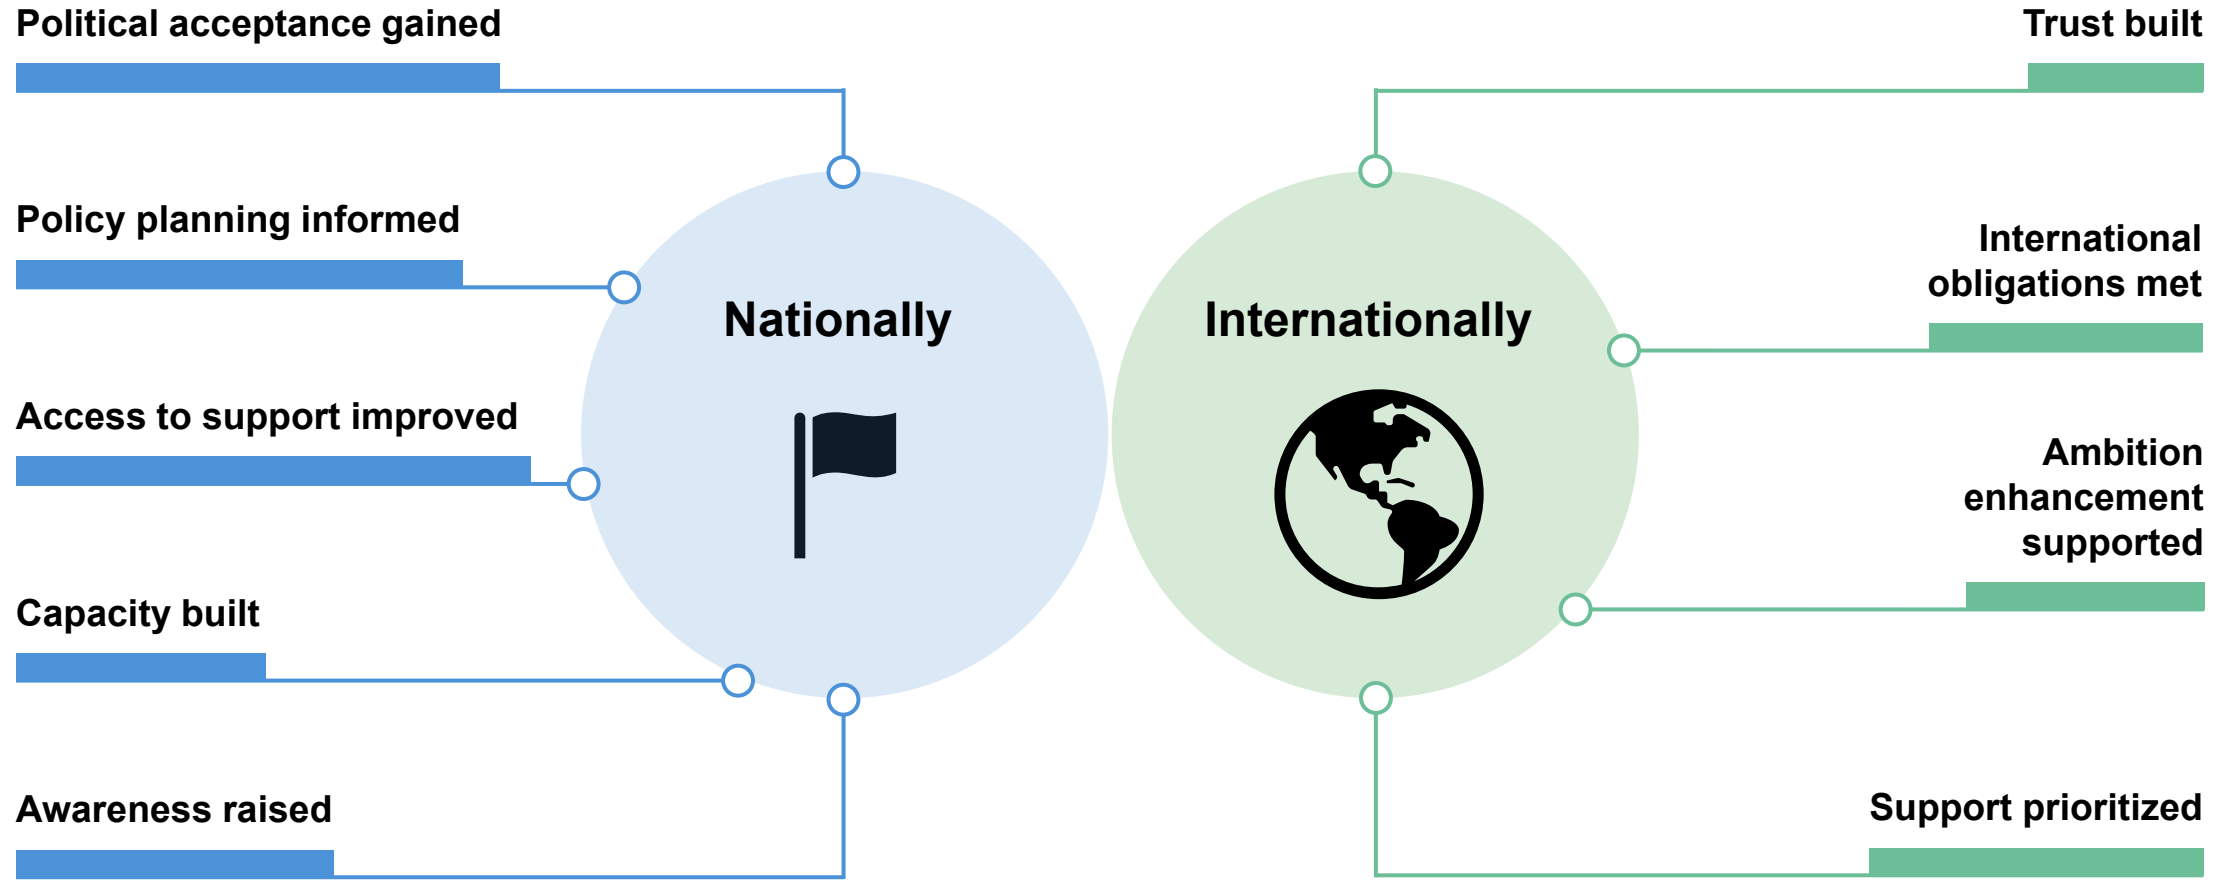 Political acceptance gained
Policy planning informed
Access to support improved
Capacity built
Awareness raised
Nationally
Internationally
Trust built
International
obligations met
Ambition
enhancement
supported
Support prioritized